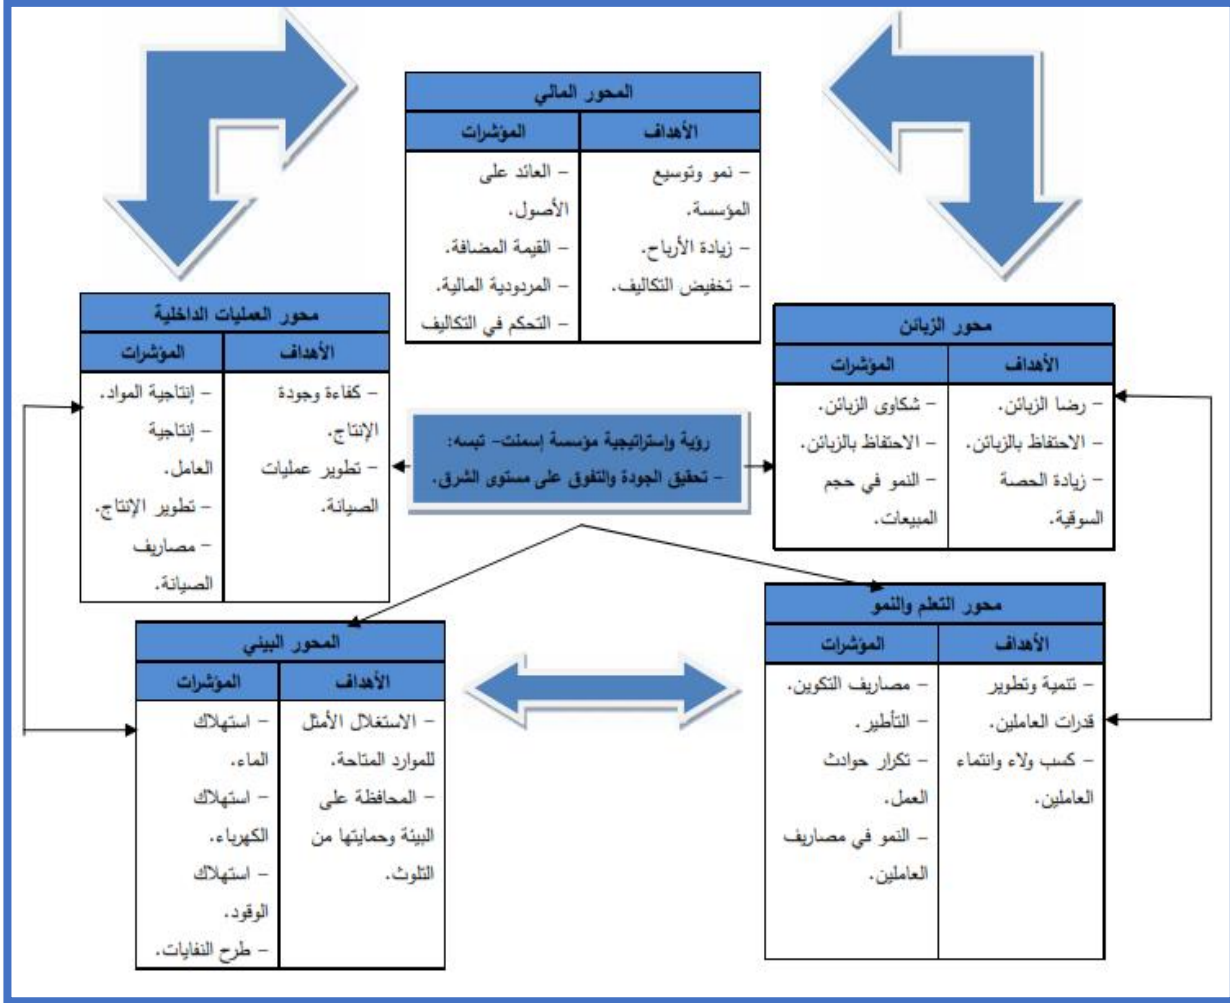 المحور المالي
الأهداف
المؤشرات
– نمو وتوسيع
المؤسسة.
– زيادة الأرباح.
– تخفيض التكاليف.
– العائد على
الأصول.
– القيمة المضافة.
– المردودية المالية.
– التحكم في التكاليف
محور الزبائن
الأهداف
المؤشرات
– رضا الزبائن.
– الاحتفاظ بالزبائن.
– زيادة الحصة
السوقية.
– شكاوى الزبائن.
– الاحتفاظ بالزبائن.
– النمو في حجم
المبيعات.
رؤية وإستراتيجية مؤسسة إسمنت– تبسه:
– تحقيق الجودة والتفوق على مستوى الشرق.
محور العمليات الداخلية
الأهداف
المؤشرات
– كفاءة وجودة
الإنتاج.
– تطوير عمليات
الصيانة.
– إنتاجية المواد.
– إنتاجية
العامل.
– تطوير الإنتاج.
– مصاريف
الصيانة.
محور التعلم والنمو
الأهداف
المؤشرات
– تتمية وتطوير
قدرات العاملين.
– كسب ولاء وانتماء
العاملين.
– مصاريف التكوين.
– التأطير.
– تكرار حوادث
العمل.
– النمو في مصاريف
العاملين.
المحور البيئي
الأهداف
المؤشرات
– الاستغلال الأمثل
للموارد المتاحة.
– المحافظة على
البيئة وحمايتها من
التلوث.
– استهلاك
الماء.
– استهلاك
الكهرباء.
– استهلاك
الوقود.
– طرح النفايات.